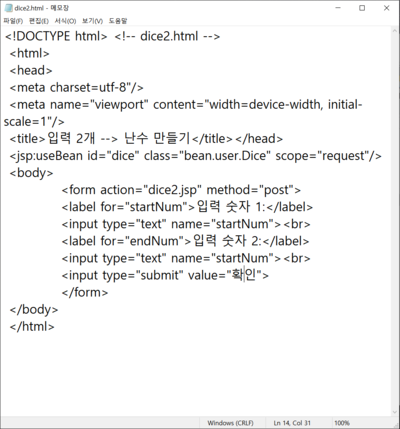 dice2.html - 메모장
파일(F) 편집(E) 서식(O) 보기(V) 도움말
<!DOCTYPE html> <!-- dice2.html -->
<html>
<head>
<meta charset=utf-8"/>
<meta name="viewport" content="width=device-width, initial-
scale=1"/>
<title>입력 2개 --> 난수 만들기</title></head>
<jsp:useBean id="dice" class="bean.user.Dice" scope="request"/>
<body>
<form action="dice2.jsp" method="post">
<label for="startNum">입력 숫자 1:</label>
<input type="text" name="startNum"><br>
<label for="endNum">입력 숫자 2:</label>
<input type="text" name="startNum"><br>
<input type="submit" value="확인">
</form>
</body>
</html>
Windows (CRLF) Ln 14, Col 31 100%